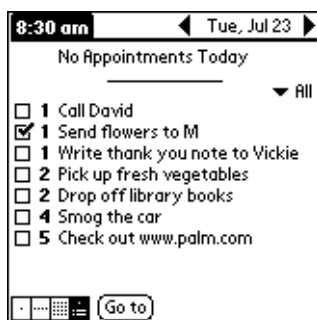 8:30 am Tue, Jul 23
No Appointments Today
All
1 Call David
1 Send flowers to M
1 Write thank you note to Vickie
2 Pick up fresh vegetables
2 Drop off library books
4 Smog the car
5 Check out www.palm.com
Go to